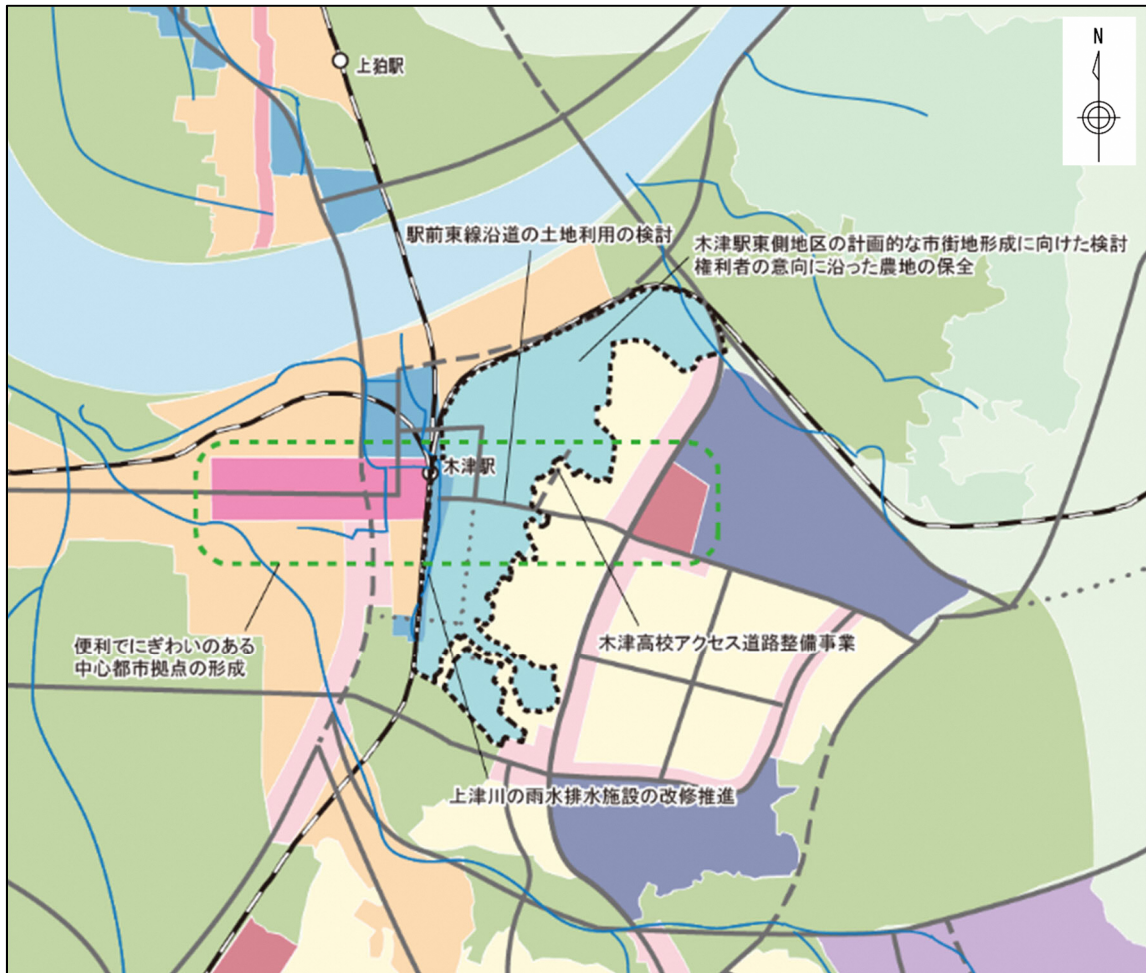 N
上狛駅
駅前東線沿道の土地利用の検討
木津駅東側地区の計画的な市街地形成に向けた検討
権利者の意向に沿った農地の保全
木津駅
便利でにぎわいのある
中心都市拠点の形成
木津高校アクセス道路整備事業
上津川の雨水排水施設の改修推進